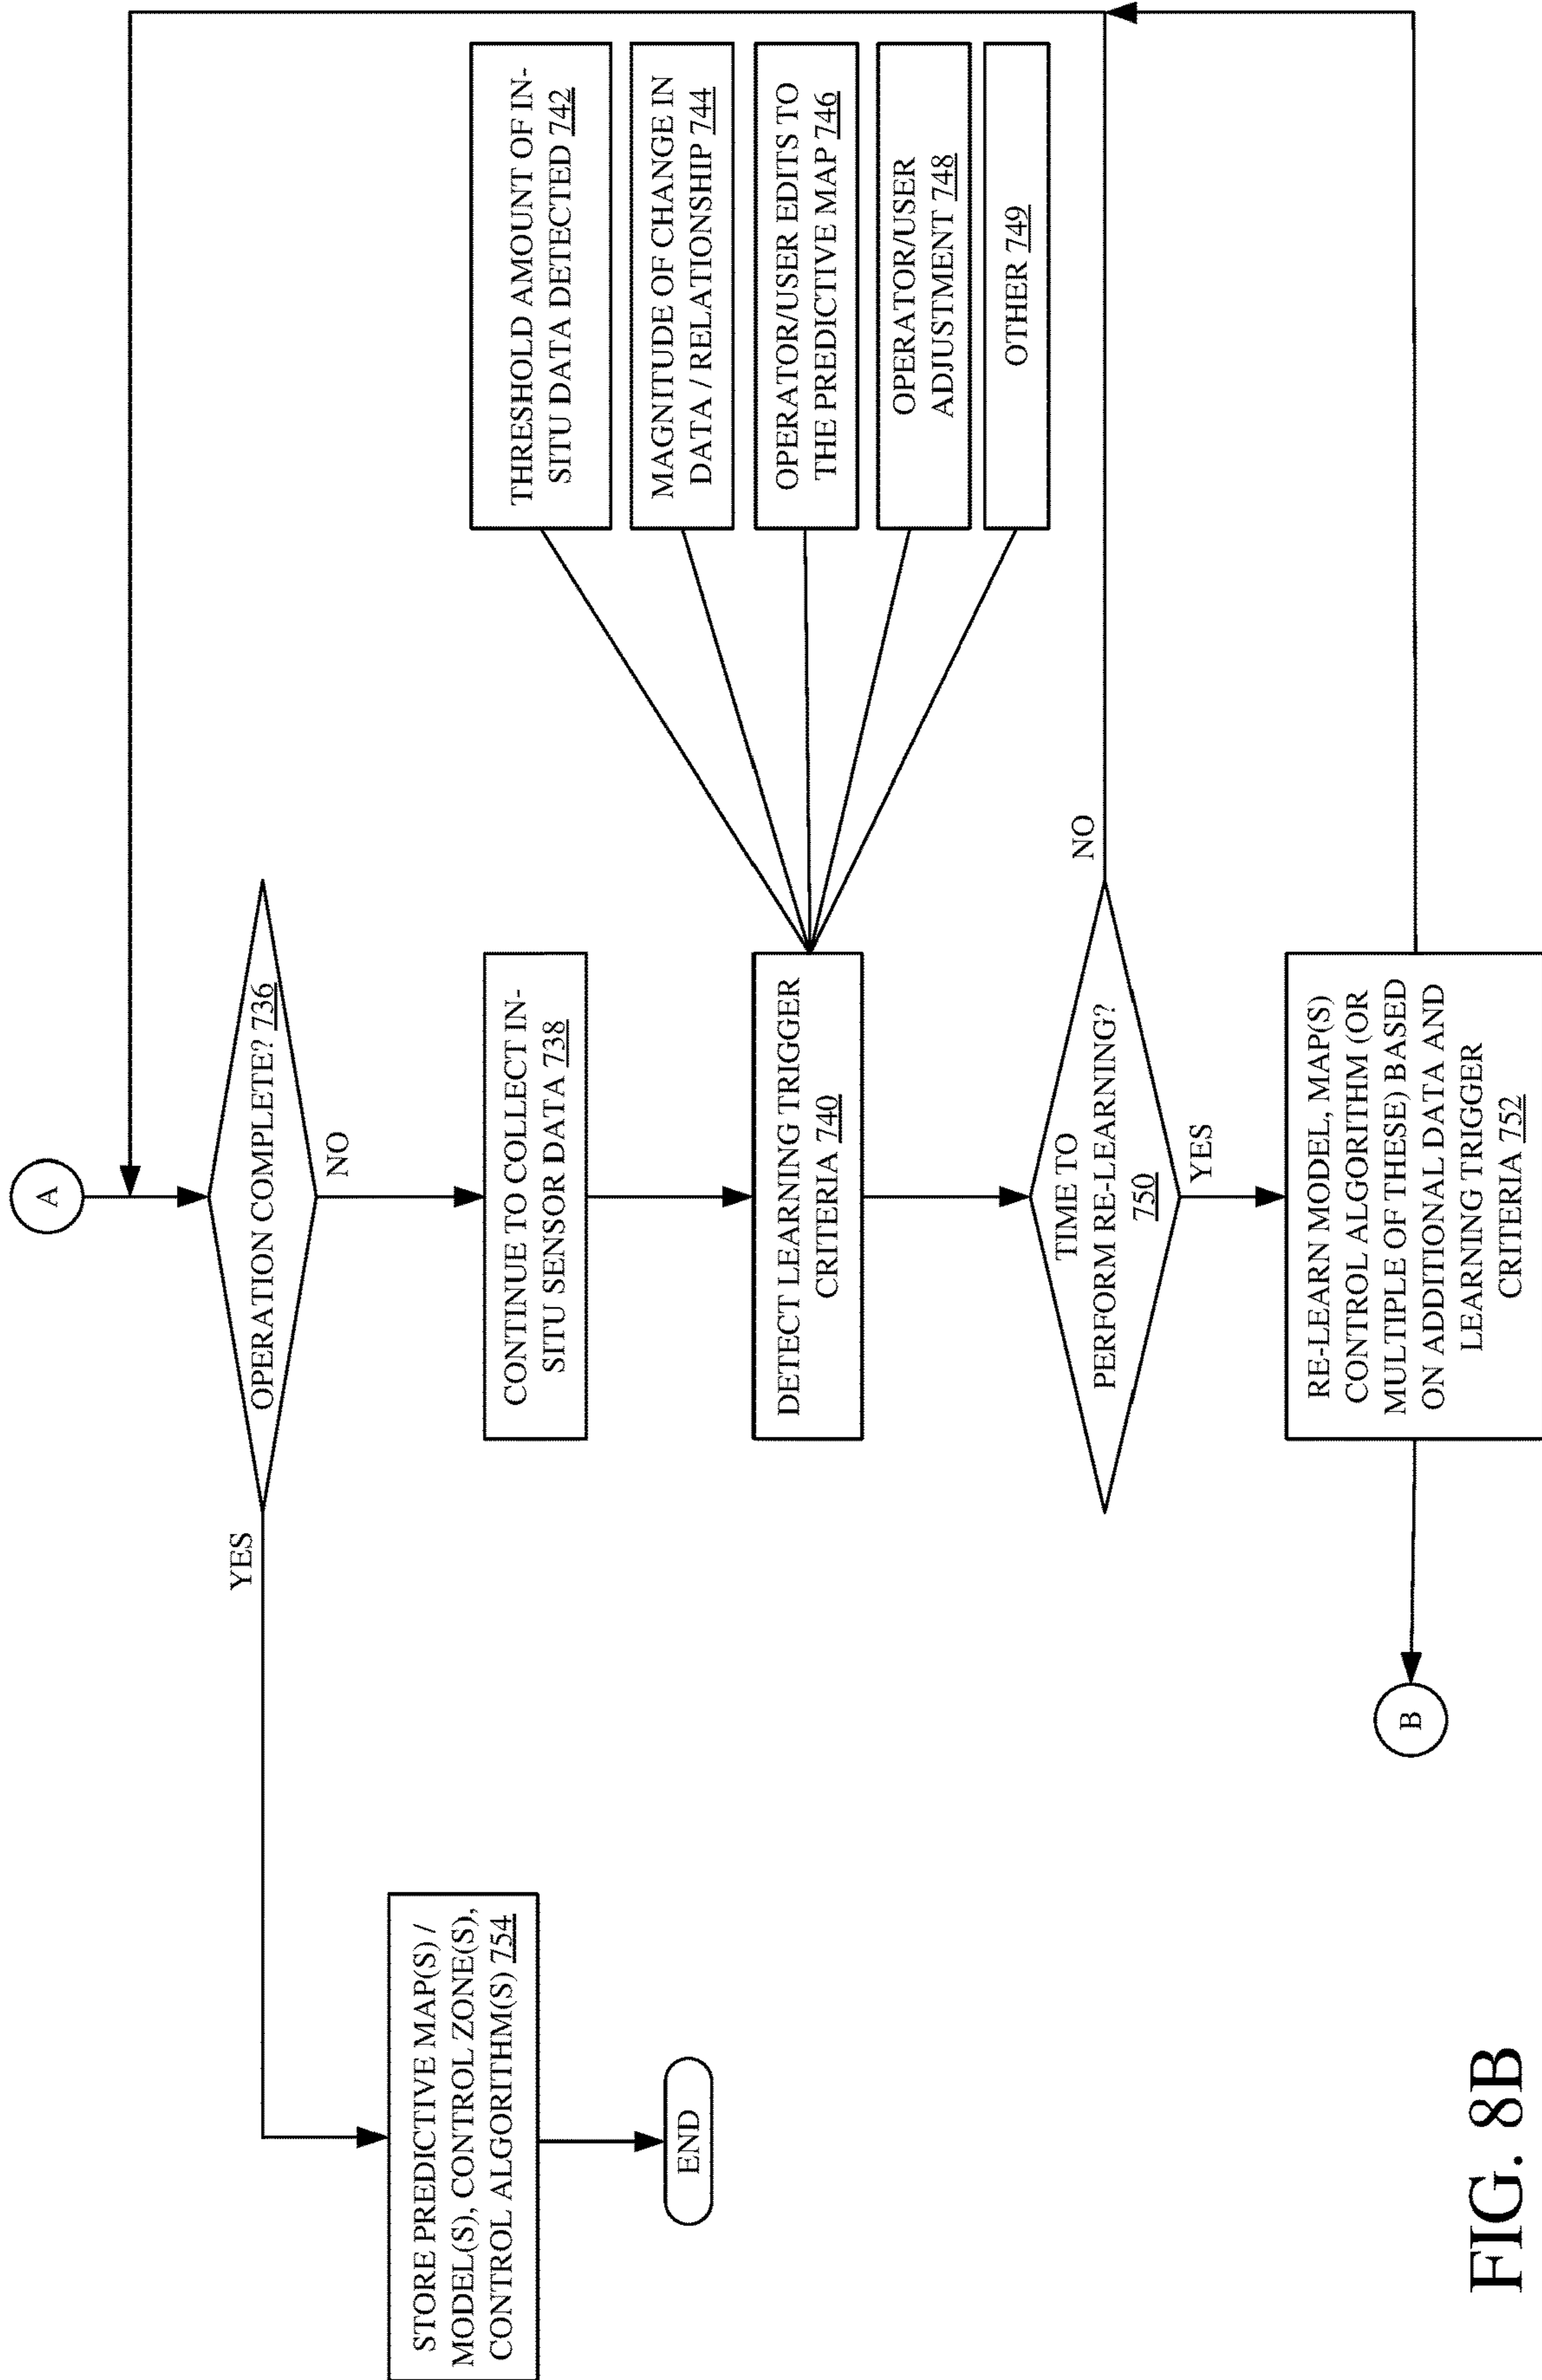 A
OPERATION COMPLETE? 736
YES
NO
CONTINUE TO COLLECT IN-
SITU SENSOR DATA 738
DETECT LEARNING TRIGGER
CRITERIA 740
THRESHOLD AMOUNT OF IN-
SITU DATA DETECTED 742
MAGNITUDE OF CHANGE IN
DATA / RELATIONSHIP 744
OPERATOR/USER EDITS TO
THE PREDICTIVE MAP 746
OPERATOR/USER
ADJUSTMENT 748
OTHER 749
TIME TO
PERFORM RE-LEARNING?
750
NO
YES
RE-LEARN MODEL, MAP(S)
CONTROL ALGORITHM (OR
MULTIPLE OF THESE) BASED
ON ADDITIONAL DATA AND
LEARNING TRIGGER
CRITERIA 752
B
STORE PREDICTIVE MAP(S) /
MODEL(S), CONTROL ZONE(S),
CONTROL ALGORITHM(S) 754
END
FIG. 8B